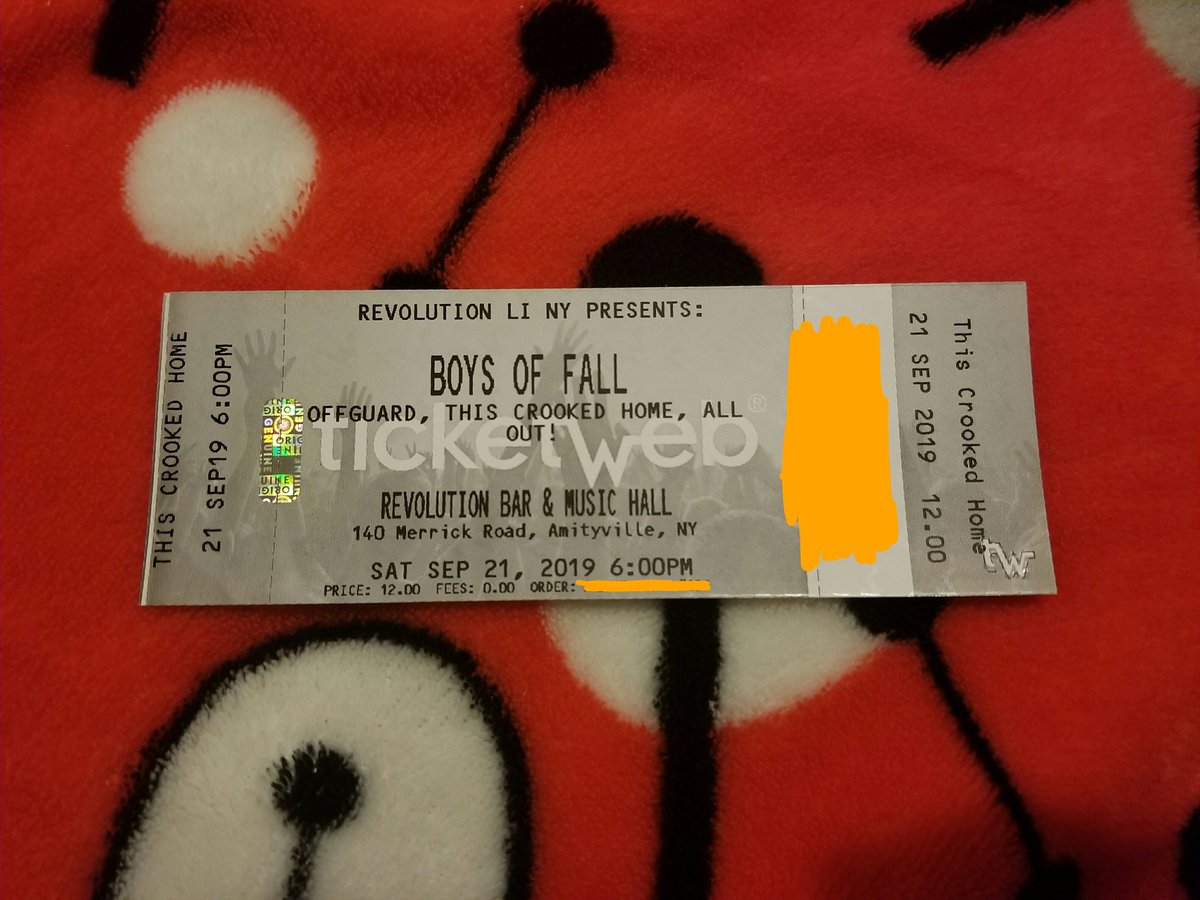 THIS CROOKED HOME
21 SEP19 6:00PM
REVOLUTION LI NY PRESENTS:
BOYS OF FALL
OFFGUARD, THIS CROOKED HOME, ALL
OUT!
ticketweb®
REVOLUTION BAR & MUSIC HALL
140 Merrick Road, Amityville, NY
SAT SEP 21, 2019 6:00PM
PRICE: 12.00 FEES: 0.00 ORDER:
GENUINE
ORIG
This Crooked Home
21 SEP 2019 12.00
tw